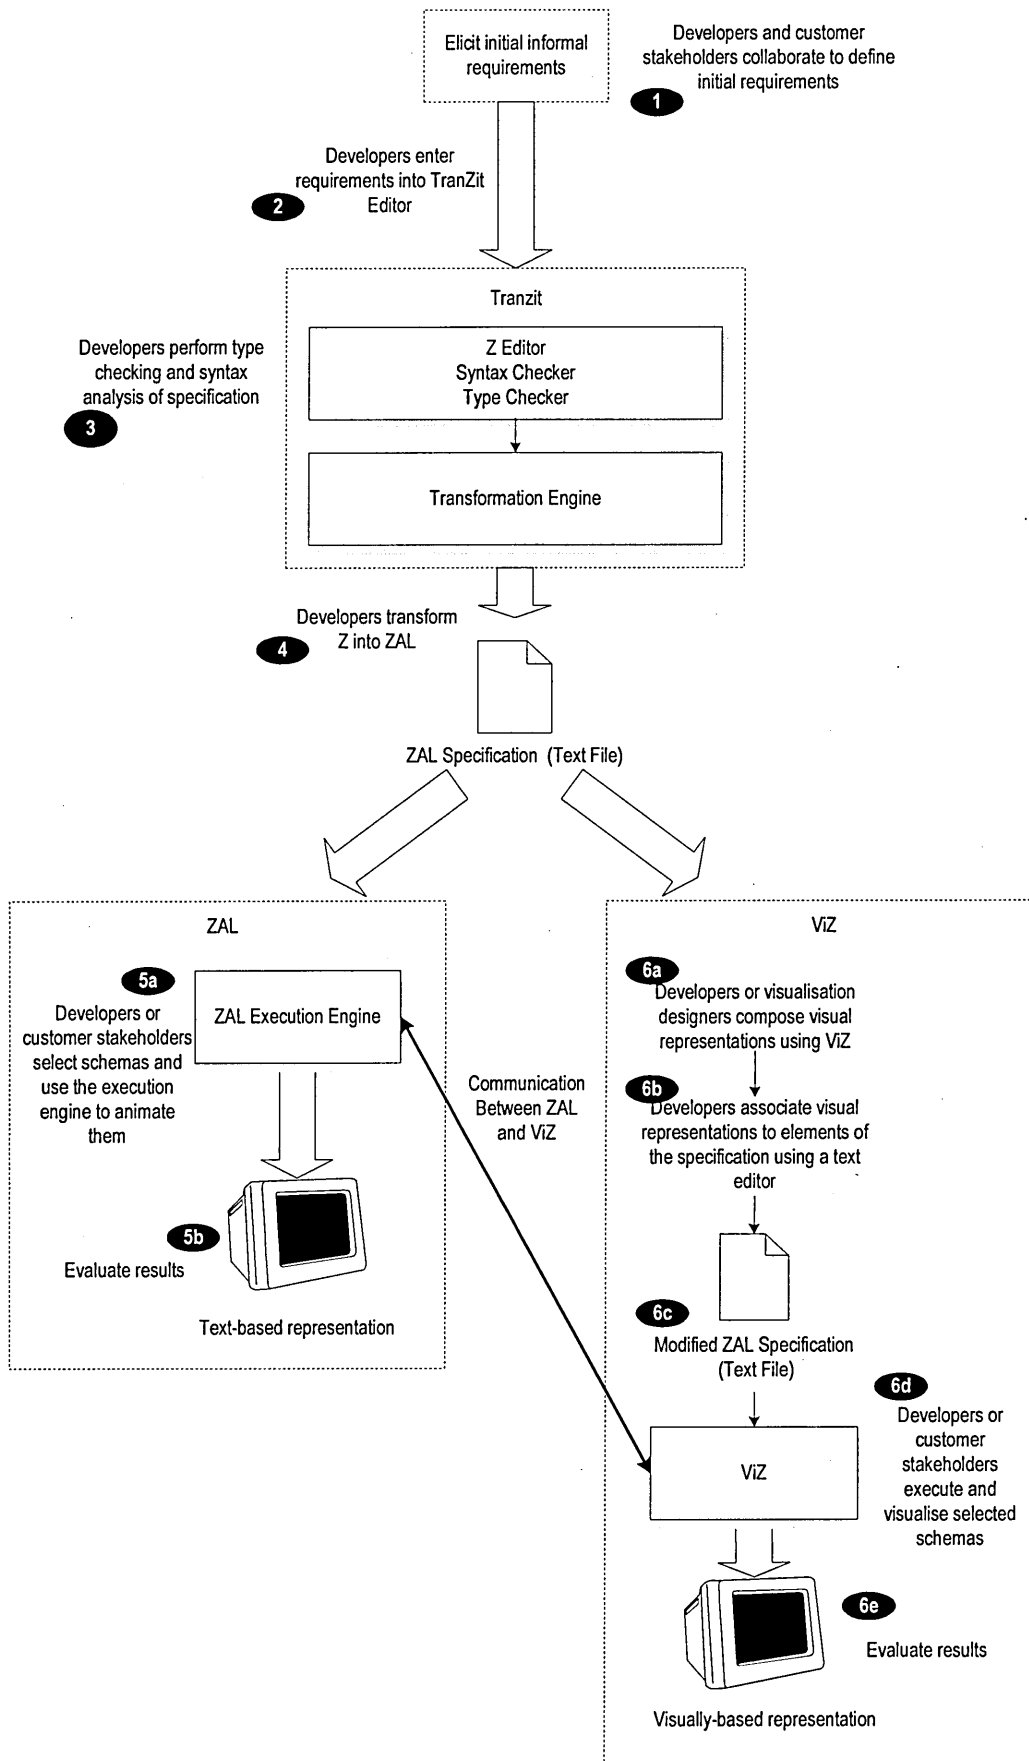 Elicit initial informal
requirements
Developers and customer
stakeholders collaborate to define
initial requirements
1
Developers enter
requirements into TranZit
Editor
2
Tranzit
Z Editor
Syntax Checker
Type Checker
Developers perform type
checking and syntax
analysis of specification
3
Transformation Engine
Developers transform
Z into ZAL
4
ZAL Specification (Text File)
ZAL
5a
ZAL Execution Engine
Developers or
customer stakeholders
select schemas and
use the execution
engine to animate
them
5b
Evaluate results
Text-based representation
Communication
Between ZAL
and ViZ
ViZ
6a
Developers or visualisation
designers compose visual
representations using ViZ
6b
Developers associate visual
representations to elements of
the specification using a text
editor
6c
Modified ZAL Specification
(Text File)
6d
Developers or
customer
stakeholders
execute and
visualise selected
schemas
ViZ
6e
Evaluate results
Visually-based representation